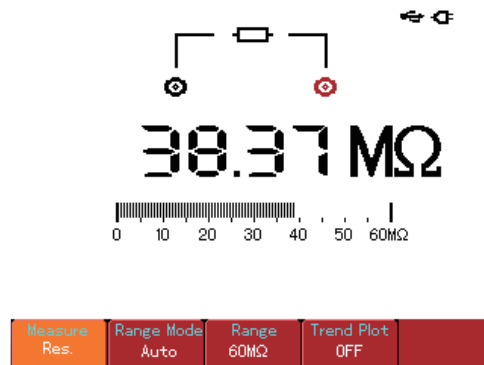 38.37 MΩ
0 10 20 30 40 50 60MΩ
Measure Range Mode Range Trend Plot
Res. Auto 60MΩ OFF